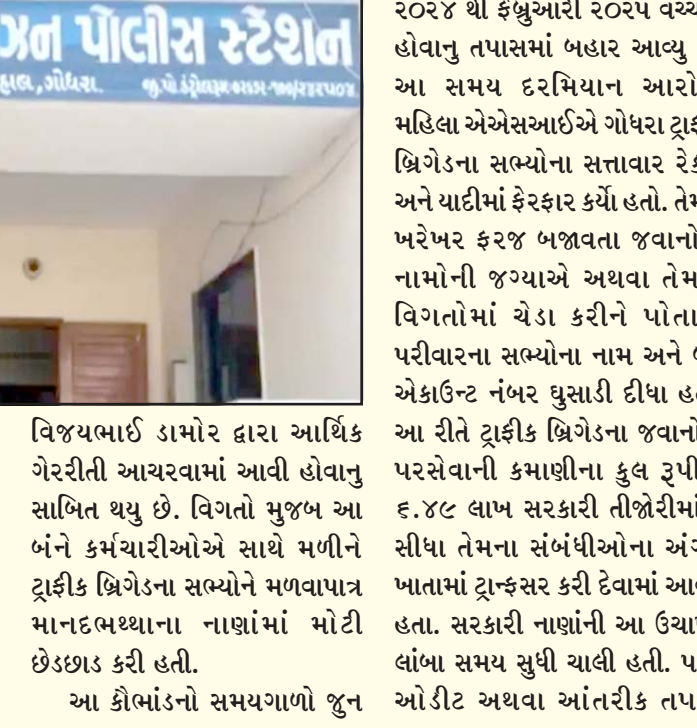 પોલીસ સ્ટેશન
ગોધરા.
વિજયભાઈ ડામોર દ્વારા આર્થિક
ગેરરીતી આચરવામાં આવી હોવાનુ
સાબિત થયુ છે. વિગતો મુજબ આ
બંને કર્મચારીઓએ સાથે મળીને
ટ્રાફીક બ્રિગેડના સભ્યોને મળવાપાત્ર
માનદભથ્થાના નાણાંમાં મોટી
છેડછાડ કરી હતી.
આ કૌભાંડનો સમયગાળો જુન
૨૦૨૪ થી ફેબ્રુઆરી ૨૦૨૫ વચ્ચ
હોવાનુ તપાસમાં બહાર આવ્યુ
આ સમય દરમિયાન આરો
મહિલા એએસઆઈએ ગોધરા ટ્રાફ
બ્રિગેડના સભ્યોના સત્તાવાર રેક
અને યાદીમાં ફેરફાર કર્યો હતો. તેમ
ખરેખર ફરજ બજાવતા જવાનો
નામોની જગ્યાએ અથવા તેમ
વિગતોમાં ચેડા કરીને પોતા
પરીવારના સભ્યોના નામ અને
એકાઉન્ટ નંબર ઘુસાડી દીધા હત
આ રીતે ટ્રાફીક બ્રિગેડના જવાનો
પરસેવાની કમાણીના કુલ રૂપી
૬.૪૯ લાખ સરકારી તીજોરીમાં
સીધા તેમના સંબંધીઓના અંગ
ખાતામાં ટ્રાન્ફસર કરી દેવામાં આવ
હતા. સરકારી નાણાંની આ ઉચાપ
લાંબા સમય સુધી ચાલી હતી. પ
ઓડીટ અથવા આંતરીક તપા